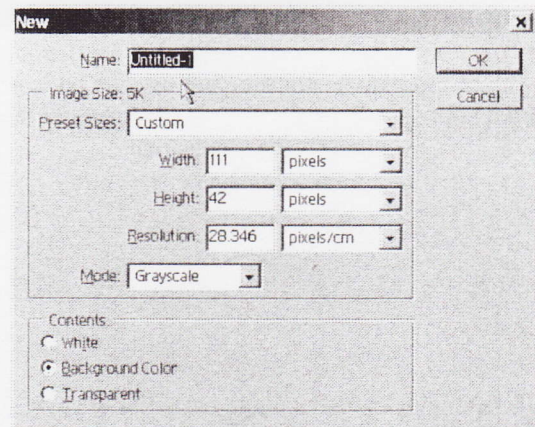 New
Name: Untitled-1
OK
Image Size: 5K
Cancel
Preset Sizes: Custom
Width: 111 pixels
Height: 42 pixels
Resolution: 28.346 pixels/cm
Mode: Grayscale
Contents
White
Background Color
Transparent